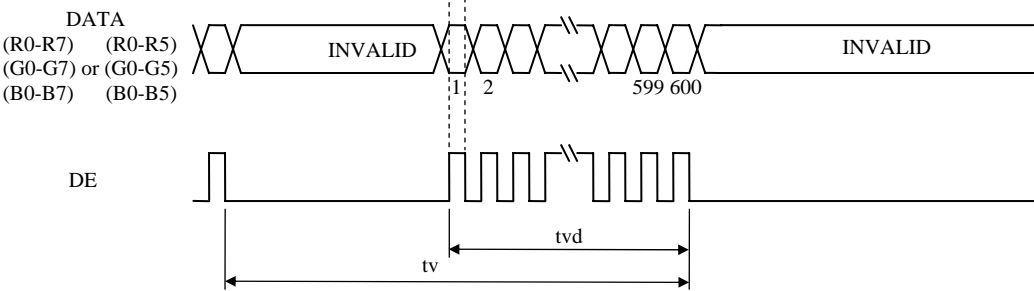 DATA
(R0-R7) (R0-R5)
(G0-G7) or (G0-G5)
(B0-B7) (B0-B5)
INVALID
INVALID
1 2 599 600
DE
tvd
tv